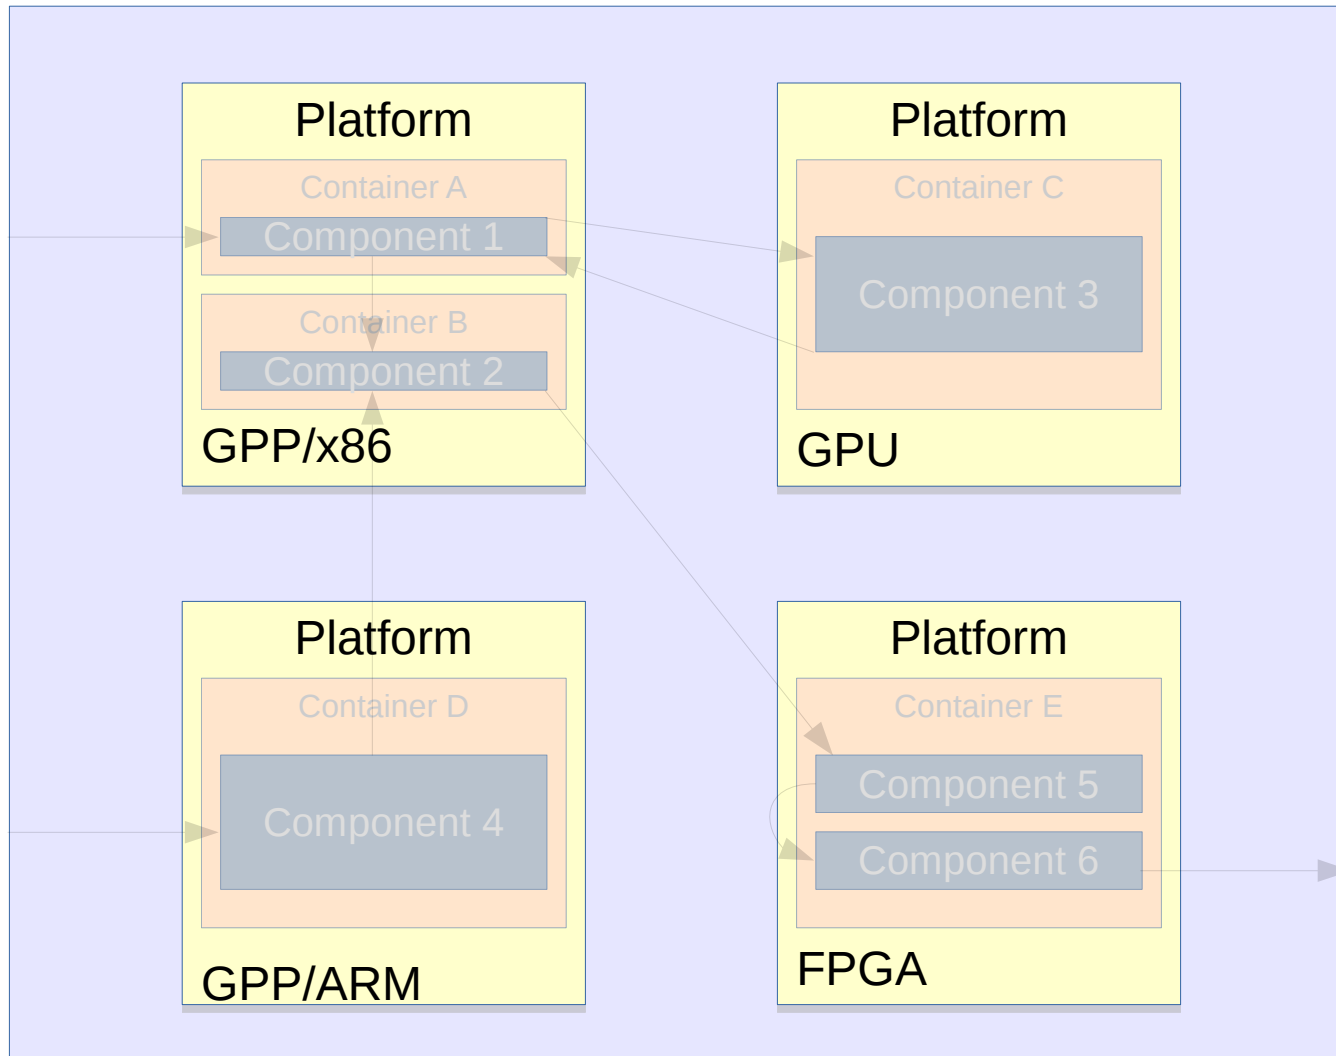 Platform
Container A
Component 1
Container B
Component 2
GPP/x86
Platform
Container C
Component 3
GPU
Platform
Container D
Component 4
GPP/ARM
Platform
Container E
Component 5
Component 6
FPGA